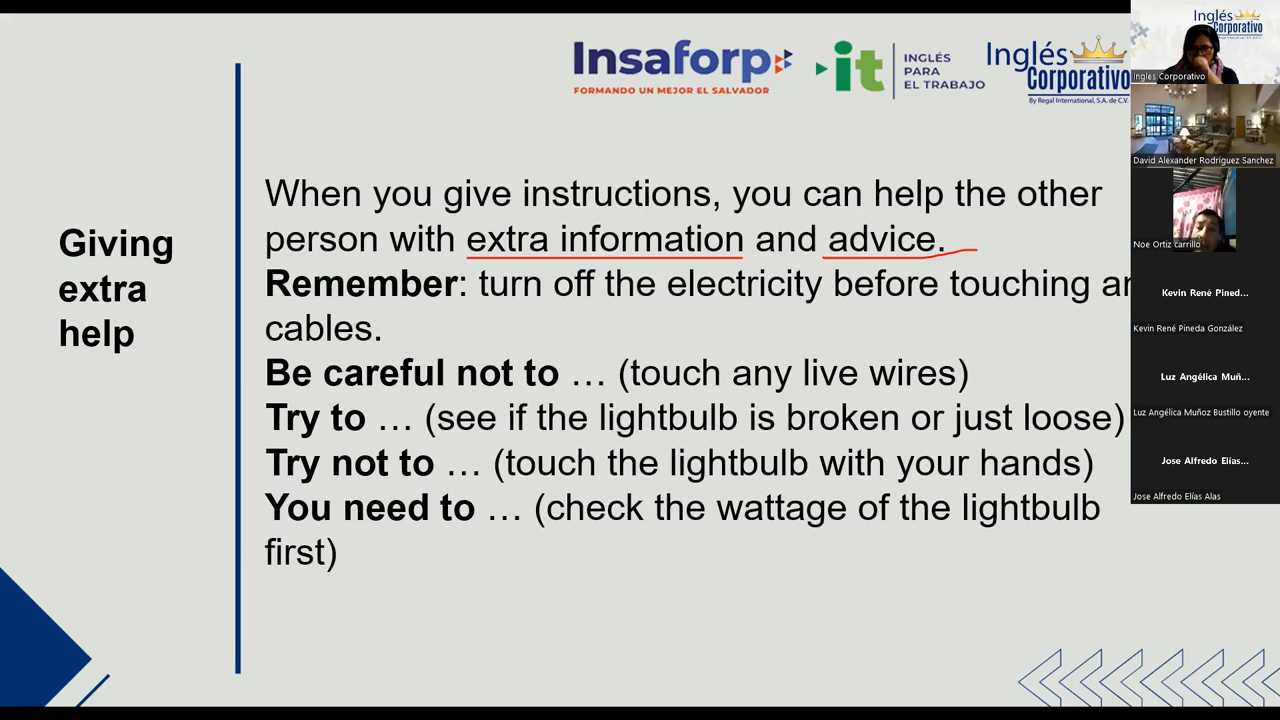 Insaforp
FORMANDO UN MEJOR EL SALVADOR
it
INGLÉS
PARA
EL TRABAJO
Inglés
Corporativo
By Regal International, S.A. de C.V.
Giving
extra
help
When you give instructions, you can help the other
person with extra information and advice.
Remember: turn off the electricity before touching
cables.
Be careful not to … (touch any live wires)
Try to … (see if the lightbulb is broken or just loose)
Try not to … (touch the lightbulb with your hands)
You need to … (check the wattage of the lightbulb
first)
Inglés
Corporativo
Ingles Corporativo
David Alexander Rodriguez Sanchez
Noe Ortiz carrillo
Kevin René Pined...
Kevin René Pineda González
Luz Angélica Muñ...
Luz Angélica Muñoz Bustillo oyente
Jose Alfredo Elías...
Jose Alfredo Elías Alas